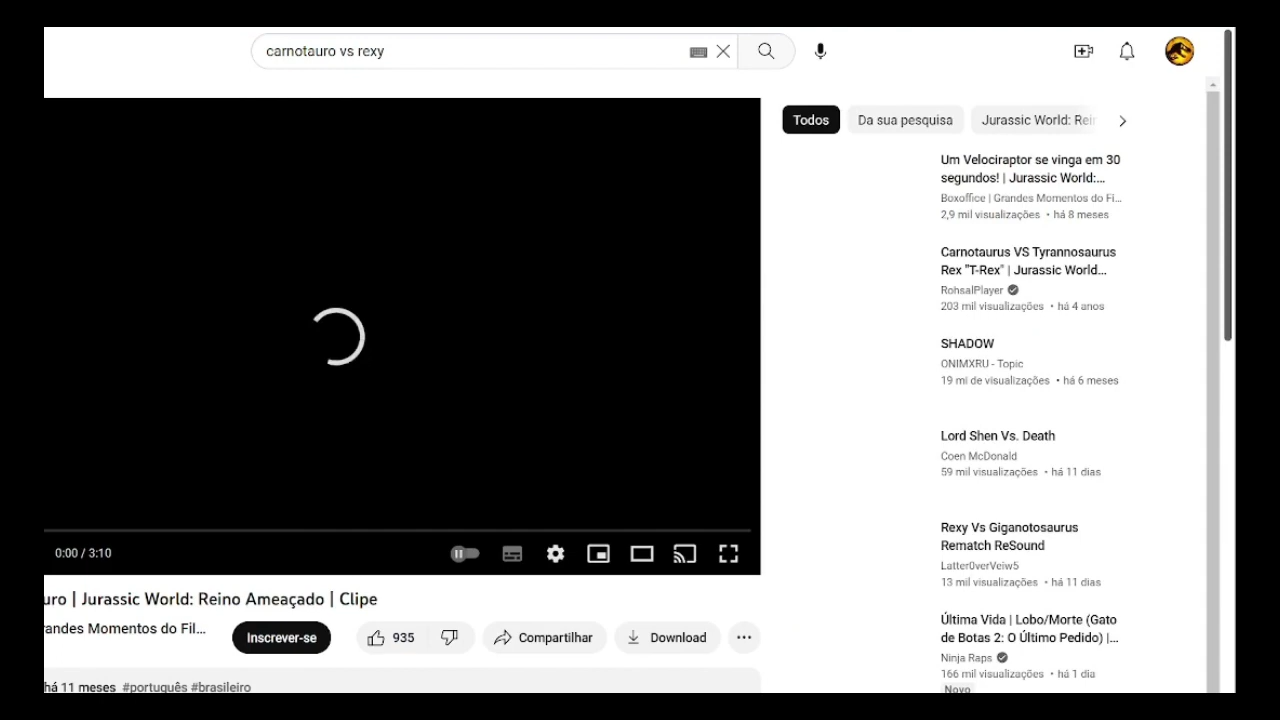 carnotauro vs rexy
Todos
Da sua pesquisa
Jurassic World: Rein
Um Velociraptor se vinga em 30
segundos! | Jurassic World:...
Boxoffice | Grandes Momentos do Fi...
2,9 mil visualizações • há 8 meses
Carnotaurus VS Tyrannosaurus
Rex "T-Rex" | Jurassic World...
RohsalPlayer
203 mil visualizações • há 4 anos
SHADOW
ONIMXRU - Topic
19 mi de visualizações • há 6 meses
Lord Shen Vs. Death
Coen McDonald
59 mil visualizações • há 11 dias
Rexy Vs Giganotosaurus
Rematch ReSound
Latter0verVeiw5
13 mil visualizações • há 11 dias
Última Vida | Lobo/Morte (Gato
de Botas 2: O Último Pedido) |...
Ninja Raps
166 mil visualizações • há 1 dia
Novo
0:00 / 3:10
uro | Jurassic World: Reino Ameaçado | Clipe
randes Momentos do Fil...
Inscrever-se
935
Compartilhar
Download
há 11 meses #português #brasileiro